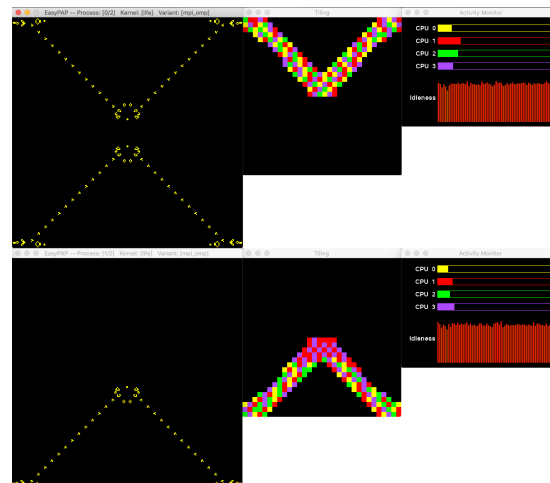 EasyPAP -- Process: [0/2] Kernel: [life] Variant: [mpi_omp]
Tiling
Activity Monitor
CPU 0
CPU 1
CPU 2
CPU 3
Idleness
EasyPAP -- Process: [1/2] Kernel: [life] Variant: [mpi_omp]
Tiling
Activity Monitor
CPU 0
CPU 1
CPU 2
CPU 3
Idleness